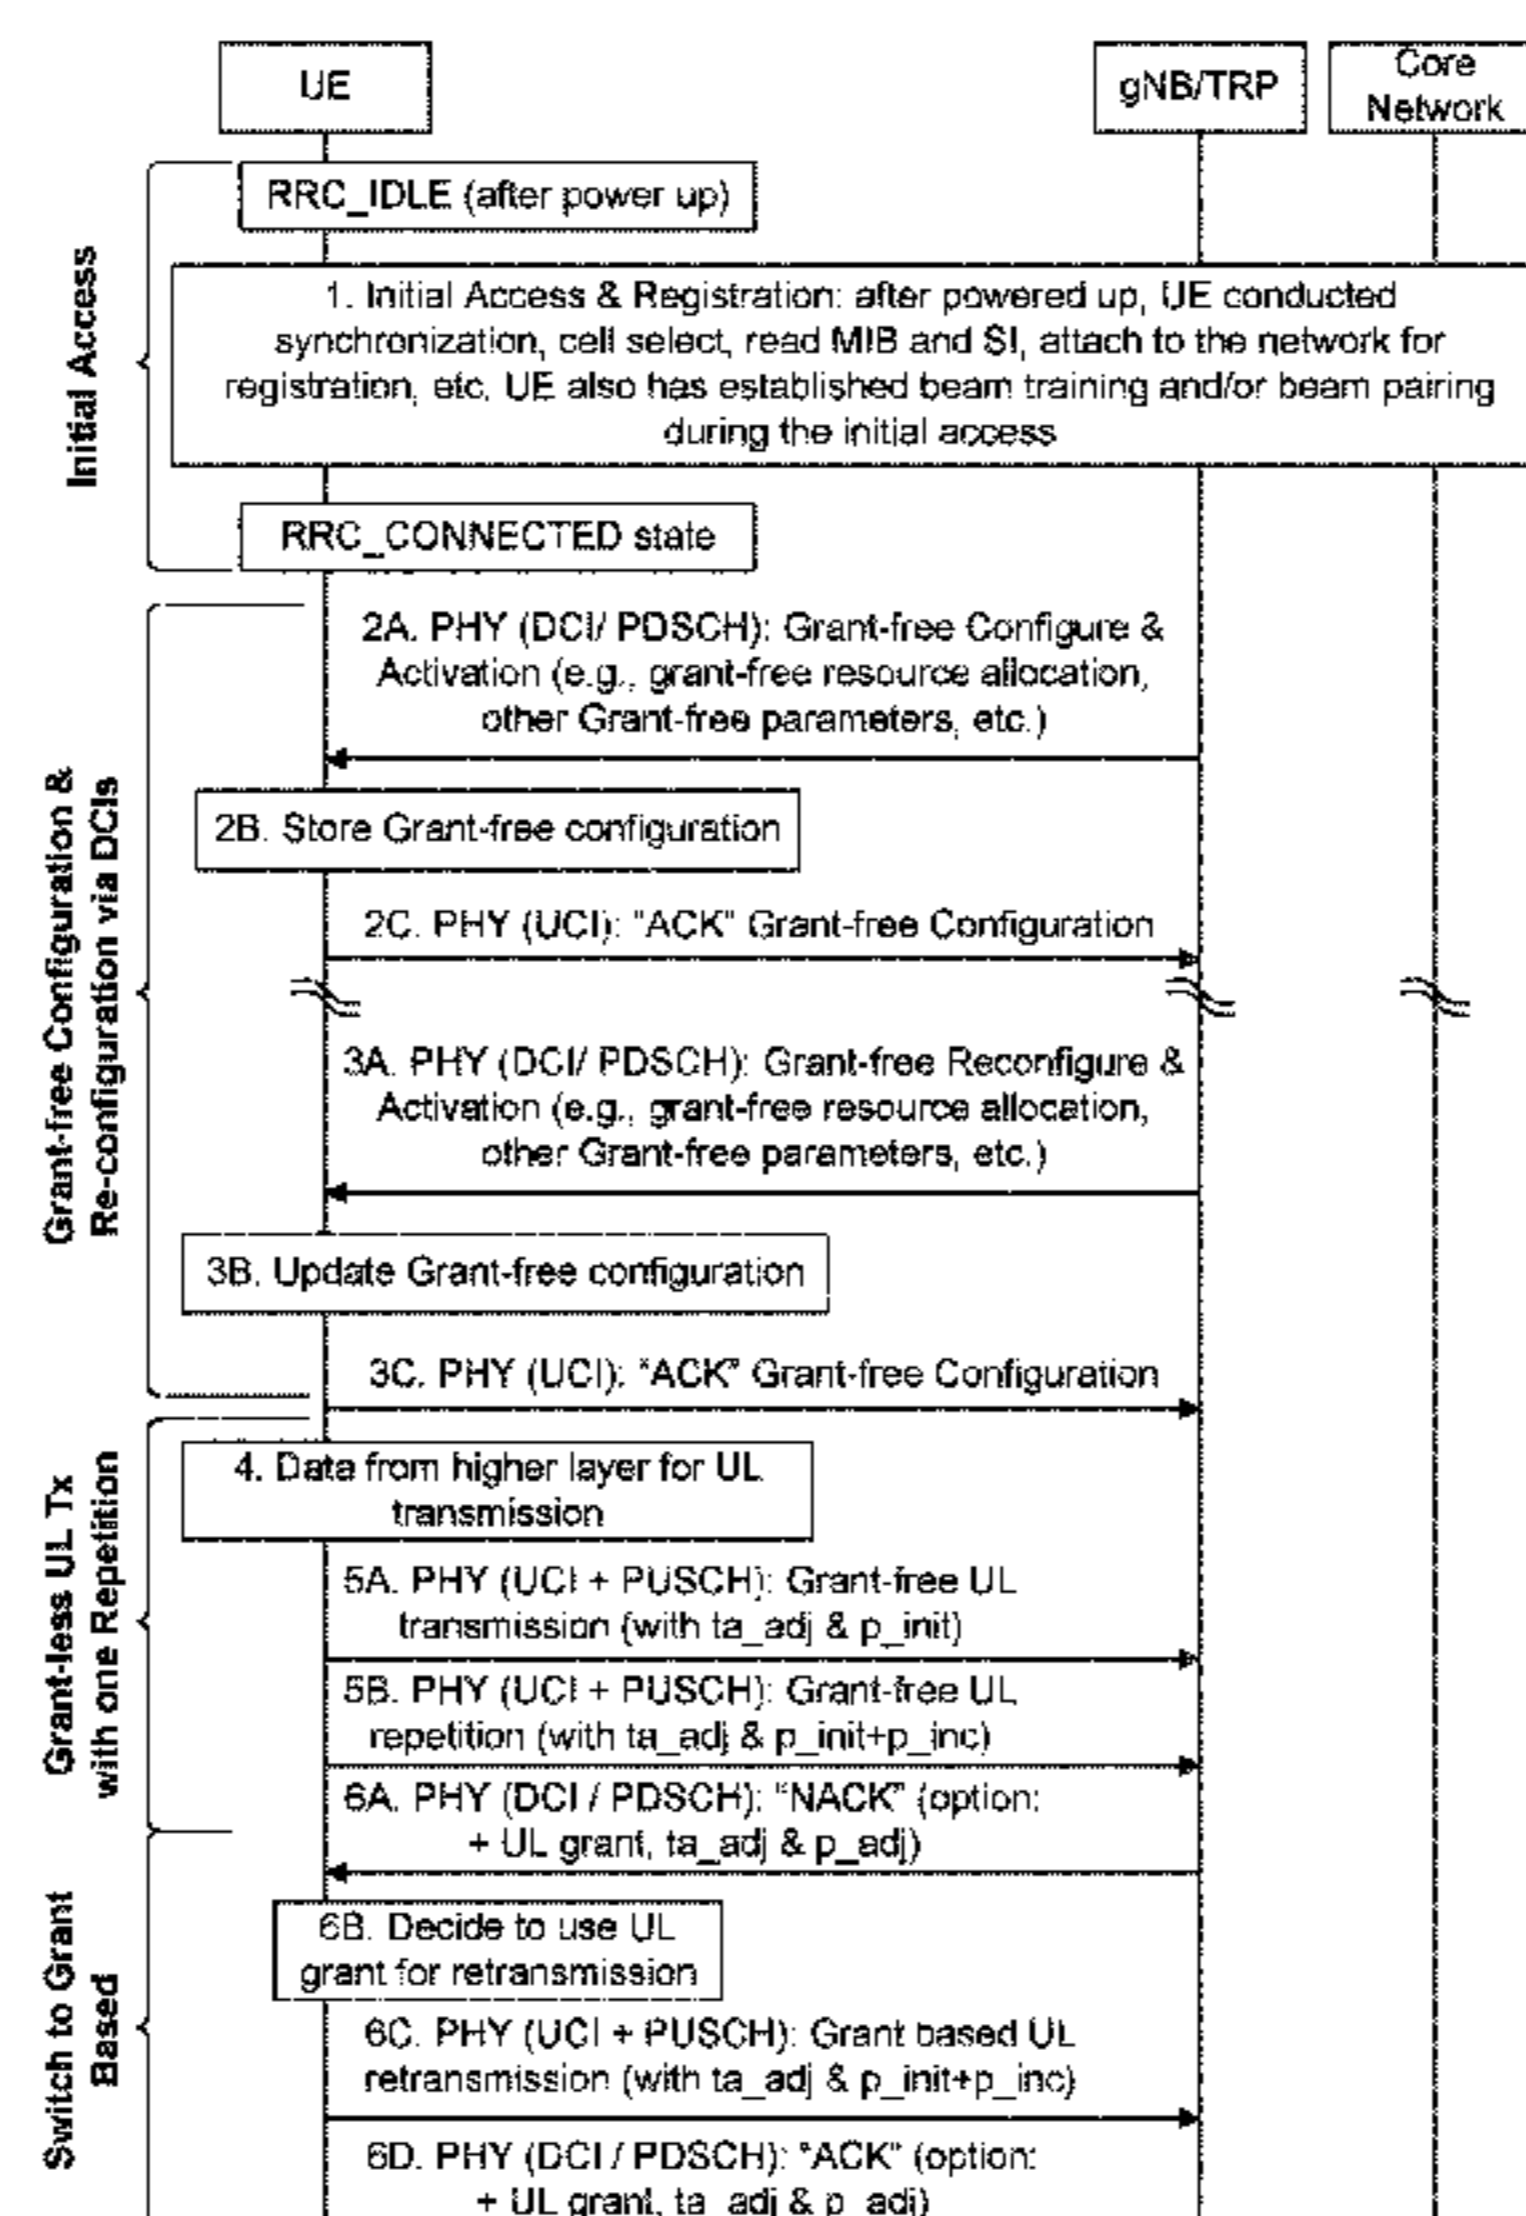 UE
gNB/TRP
Core
Network
RRC_IDLE (after power up)
Initial Access
1. Initial Access & Registration: after powered up, UE conducted
synchronization, cell select, read MIB and SI, attach to the network for
registration, etc. UE also has established beam training and/or beam pairing
during the initial access
RRC_CONNECTED state
Grant-free Configuration &
Re-configuration via DCIs
2A. PHY (DCI/ PDSCH): Grant-free Configure &
Activation (e.g., grant-free resource allocation,
other Grant-free parameters, etc.)
2B. Store Grant-free configuration
2C. PHY (UCI): "ACK" Grant-free Configuration
3A. PHY (DCI/ PDSCH): Grant-free Reconfigure &
Activation (e.g., grant-free resource allocation,
other Grant-free parameters, etc.)
3B. Update Grant-free configuration
3C. PHY (UCI): "ACK" Grant-free Configuration
Grant-less UL Tx
with one Repetition
4. Data from higher layer for UL
transmission
5A. PHY (UCI + PUSCH): Grant-free UL
transmission (with ta_adj & p_init)
5B. PHY (UCI + PUSCH): Grant-free UL
repetition (with ta_adj & p_init+p_inc)
6A. PHY (DCI / PDSCH): "NACK" (option:
+ UL grant, ta_adj & p_adj)
Switch to Grant
Based
6B. Decide to use UL
grant for retransmission
6C. PHY (UCI + PUSCH): Grant based UL
retransmission (with ta_adj & p_init+p_inc)
6D. PHY (DCI / PDSCH): "ACK" (option:
+ UL grant, ta_adj & p_adj)